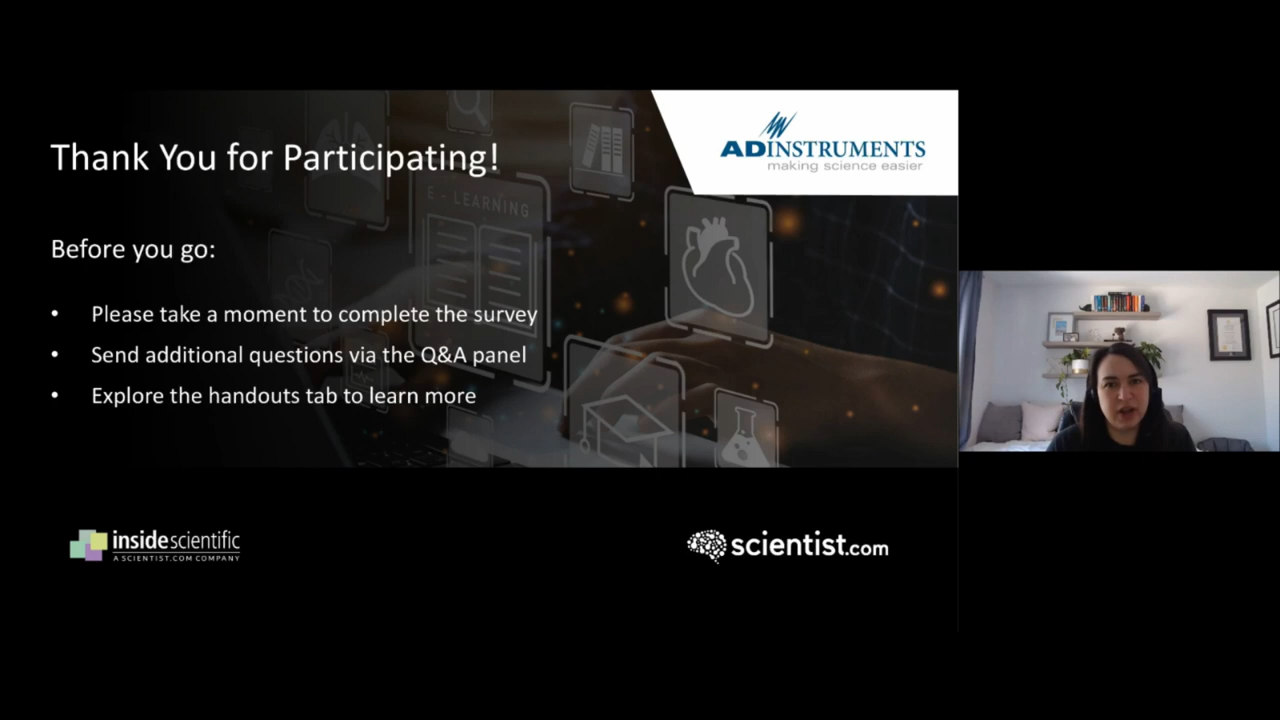 Thank You for Participating!
ADINSTRUMENTS
making science easier
E - LEARNING
Before you go:
• Please take a moment to complete the survey
• Send additional questions via the Q&A panel
• Explore the handouts tab to learn more
insidescientific
A SCIENTIST.COM COMPANY
scientist.com